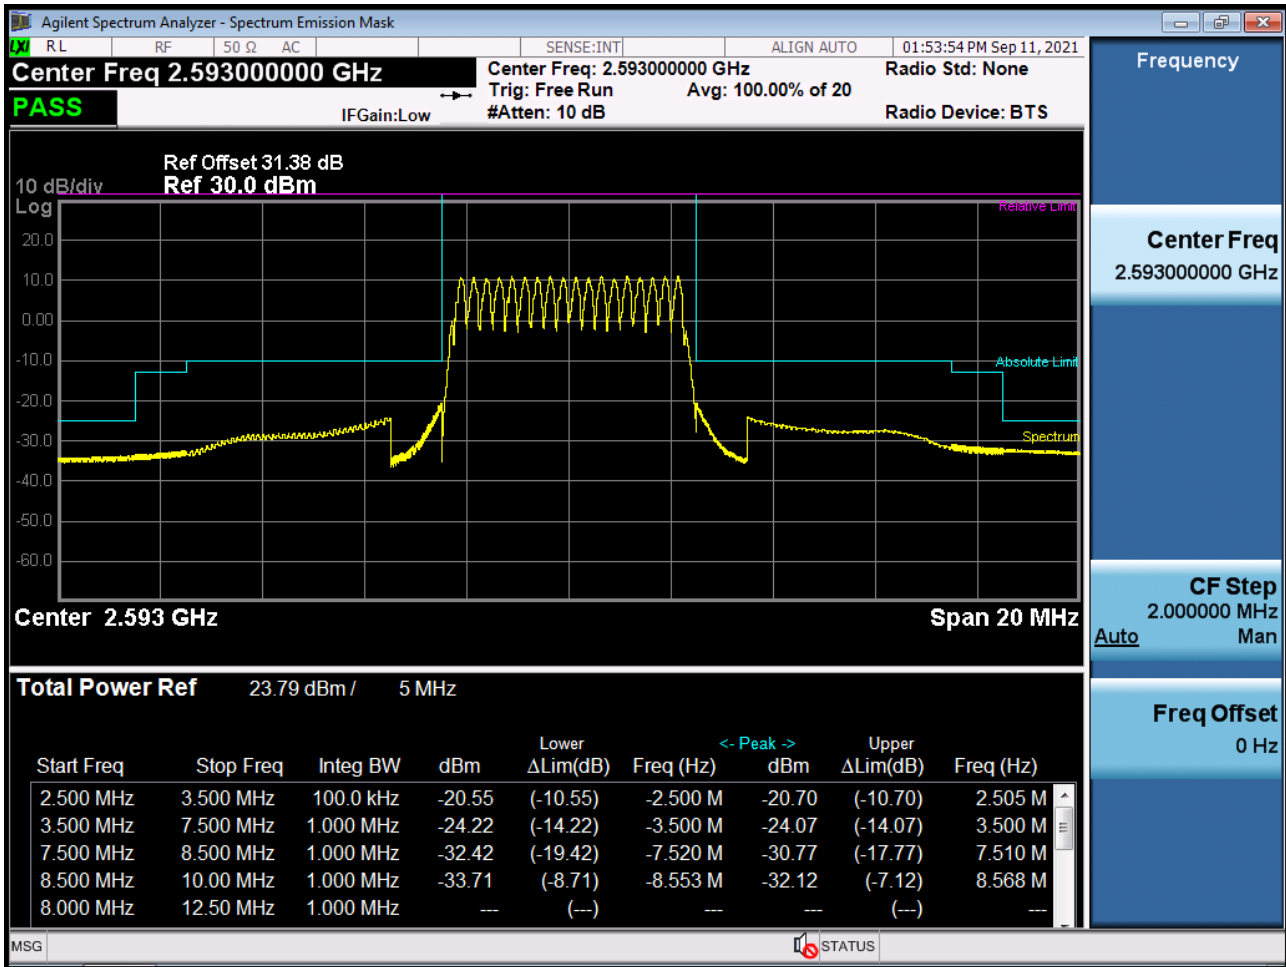 Agilent Spectrum Analyzer - Spectrum Emission Mask
LXI RL RF 50 Ω AC SENSE:INT ALIGN AUTO 01:53:54 PM Sep 11, 2021
Center Freq 2.593000000 GHz
Center Freq: 2.593000000 GHz Radio Std: None
Trig: Free Run Avg: 100.00% of 20
PASS IFGain:Low #Atten: 10 dB Radio Device: BTS
Ref Offset 31.38 dB
10 dB/div Ref 30.0 dBm
Log
Relative Limit
20.0
10.0
0.00
-10.0
Absolute Limit
-20.0
-30.0
Spectrum
-40.0
-50.0
-60.0
Center 2.593 GHz Span 20 MHz
Total Power Ref 23.79 dBm / 5 MHz
Lower <- Peak -> Upper
Start Freq Stop Freq Integ BW dBm ΔLim(dB) Freq (Hz) dBm ΔLim(dB) Freq (Hz)
2.500 MHz 3.500 MHz 100.0 kHz -20.55 (-10.55) -2.500 M -20.70 (-10.70) 2.505 M
3.500 MHz 7.500 MHz 1.000 MHz -24.22 (-14.22) -3.500 M -24.07 (-14.07) 3.500 M
7.500 MHz 8.500 MHz 1.000 MHz -32.42 (-19.42) -7.520 M -30.77 (-17.77) 7.510 M
8.500 MHz 10.00 MHz 1.000 MHz -33.71 (-8.71) -8.553 M -32.12 (-7.12) 8.568 M
8.000 MHz 12.50 MHz 1.000 MHz --- (---) --- --- (---) ---
MSG STATUS
Frequency
Center Freq
2.593000000 GHz
CF Step
2.000000 MHz
Auto Man
Freq Offset
0 Hz